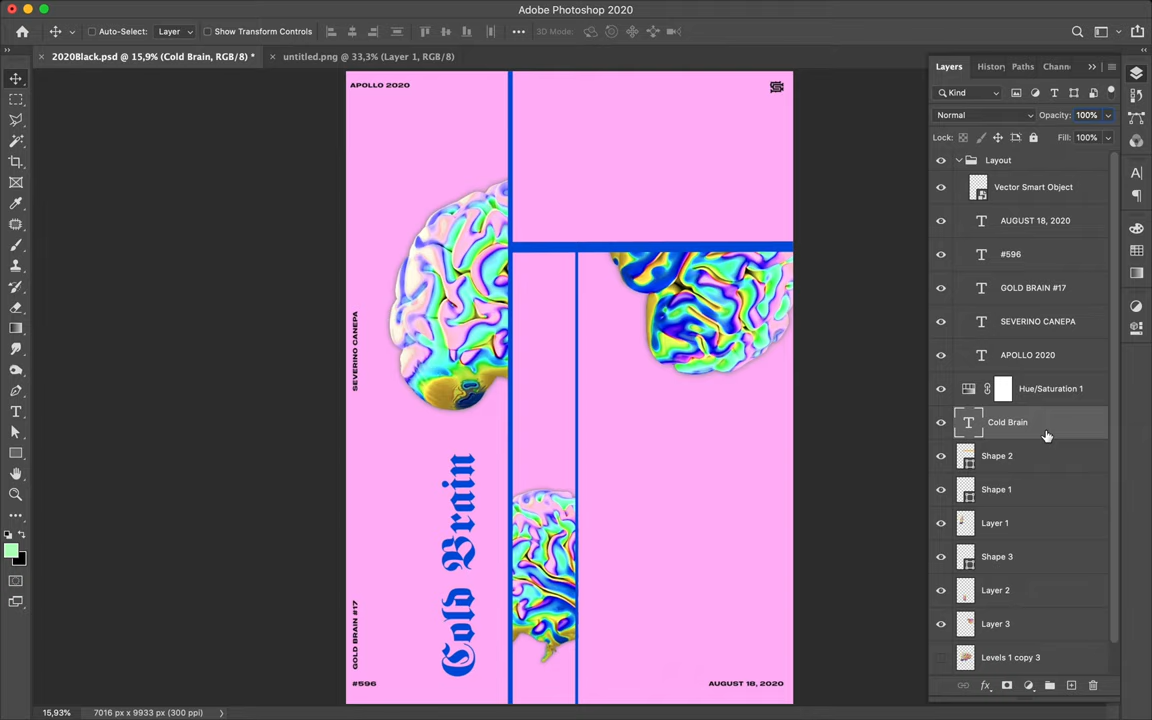 Adobe Photoshop 2020
Auto-Select:
Layer
Show Transform Controls
3D Mode:
2020Black.psd @ 15,9% (Cold Brain, RGB/8) *
untitled.png @ 33,3% (Layer 1, RGB/8)
Layers
History
Paths
Chann
Kind
Normal
Opacity: 100%
Lock:
Fill: 100%
Layout
Vector Smart Object
AUGUST 18, 2020
#596
GOLD BRAIN #17
SEVERINO CANEPA
APOLLO 2020
Hue/Saturation 1
Cold Brain
Shape 2
Shape 1
Layer 1
Shape 3
Layer 2
Layer 3
Levels 1 copy 3
APOLLO 2020
SEVERINO CANEPA
Cold Brain
GOLD BRAIN #17
#596
AUGUST 18, 2020
15,93%
7016 px x 9933 px (300 ppi)